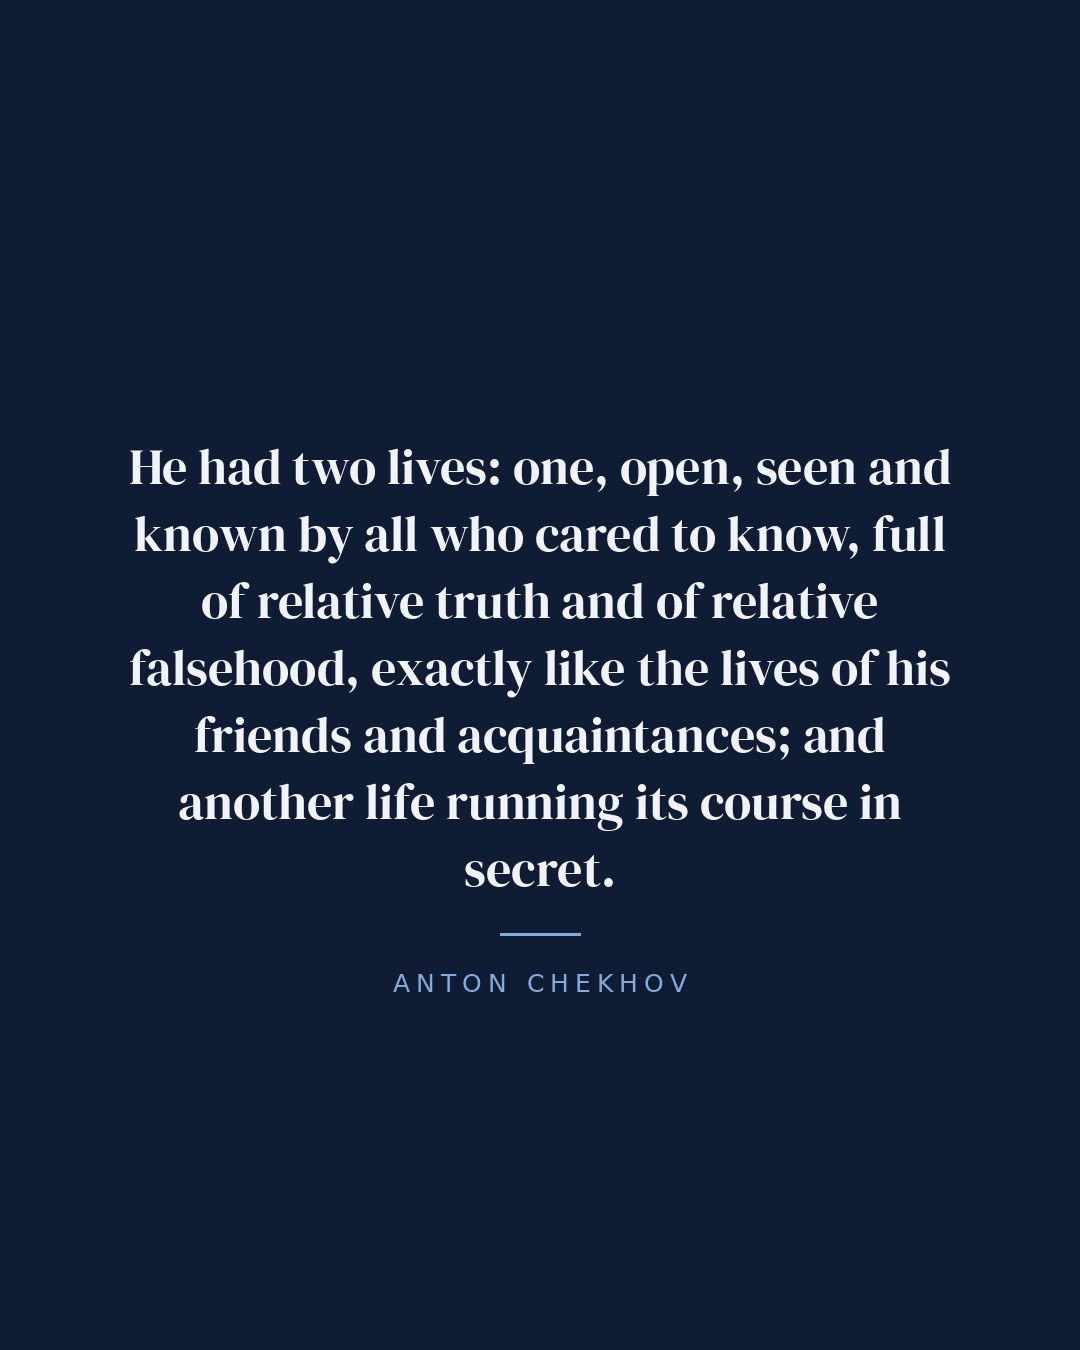 He had two lives: one, open, seen and
known by all who cared to know, full
of relative truth and of relative
falsehood, exactly like the lives of his
friends and acquaintances; and
another life running its course in
secret.
ANTON CHEKHOV